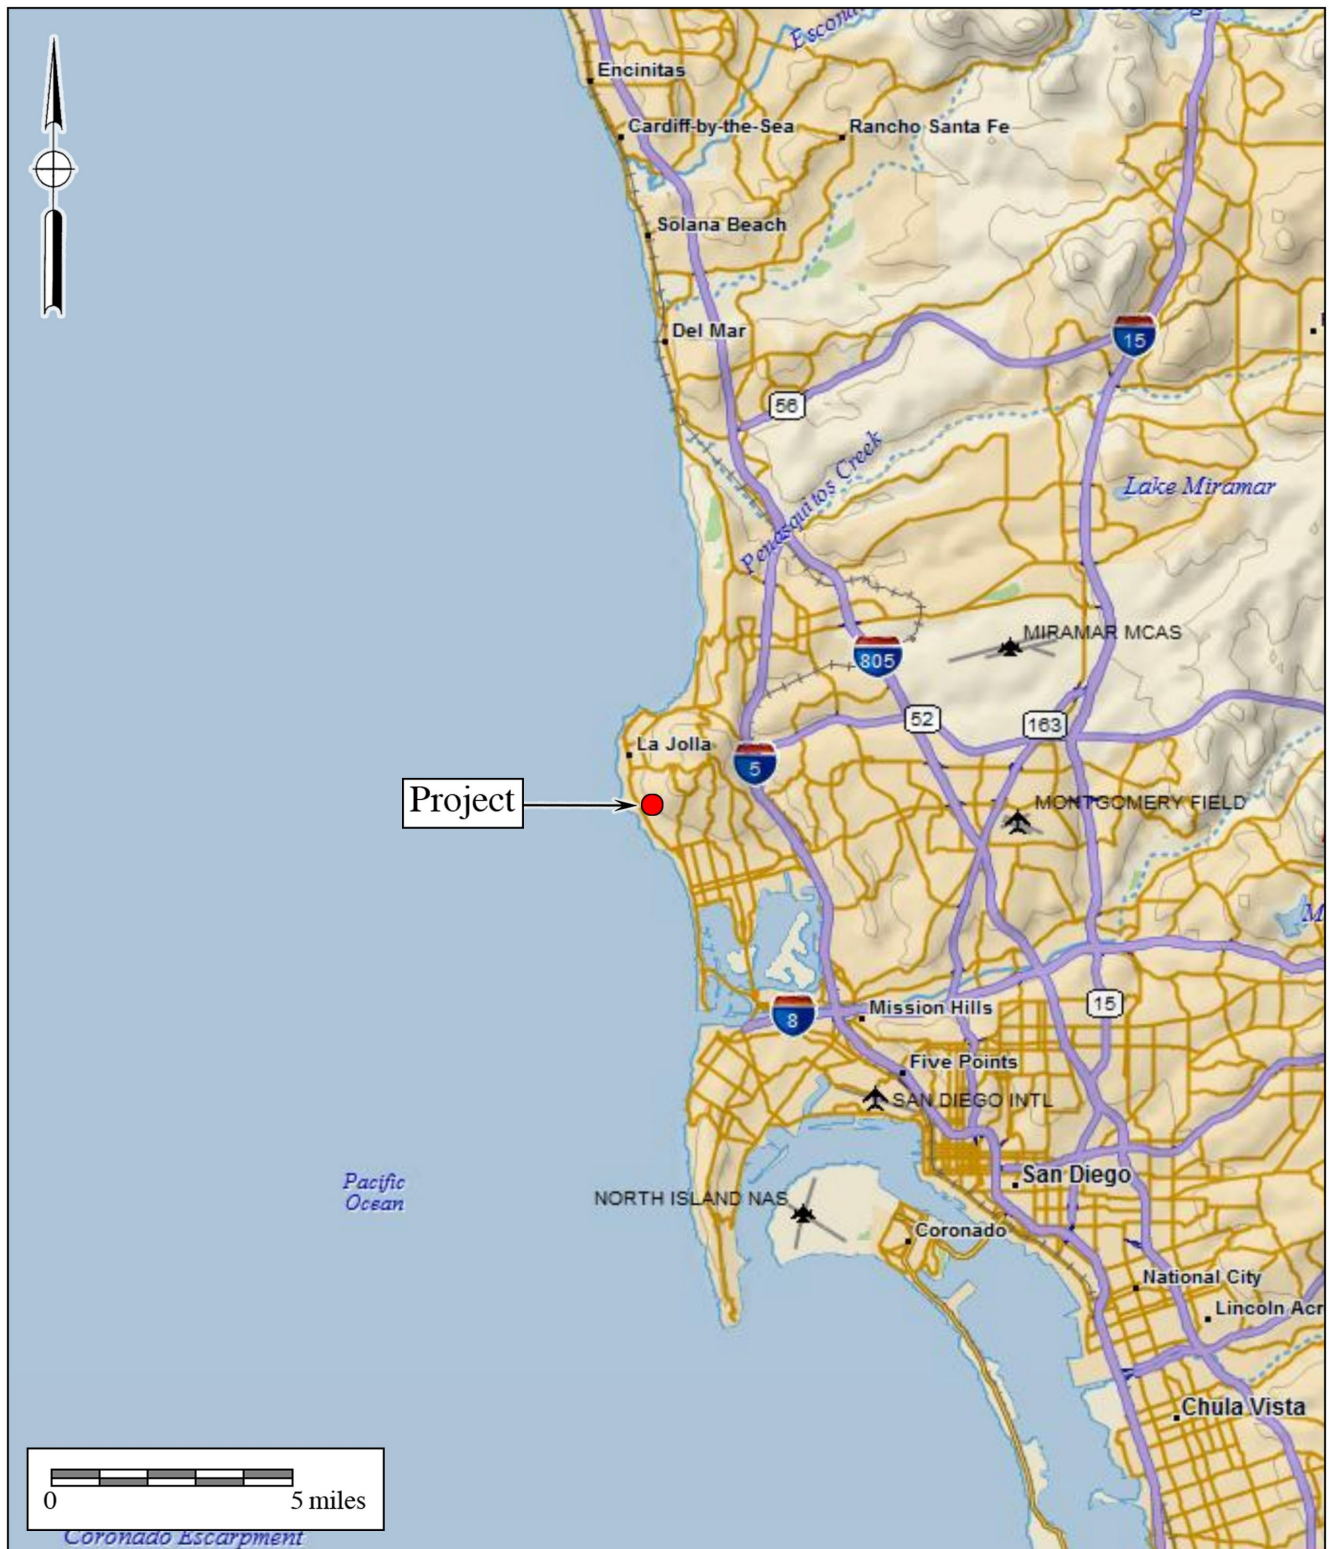 Escond
Encinitas
Cardiff-by-the-Sea
Rancho Santa Fe
Solana Beach
Del Mar
15
56
Penasquitos Creek
Lake Miramar
MIRAMAR MCAS
805
52
163
La Jolla
5
Project
MONTGOMERY FIELD
M
15
8
Mission Hills
Five Points
SAN DIEGO INTL
San Diego
Pacific
Ocean
NORTH ISLAND NAS
Coronado
National City
Lincoln Acr
Chula Vista
0
5 miles
Coronado Escarpment